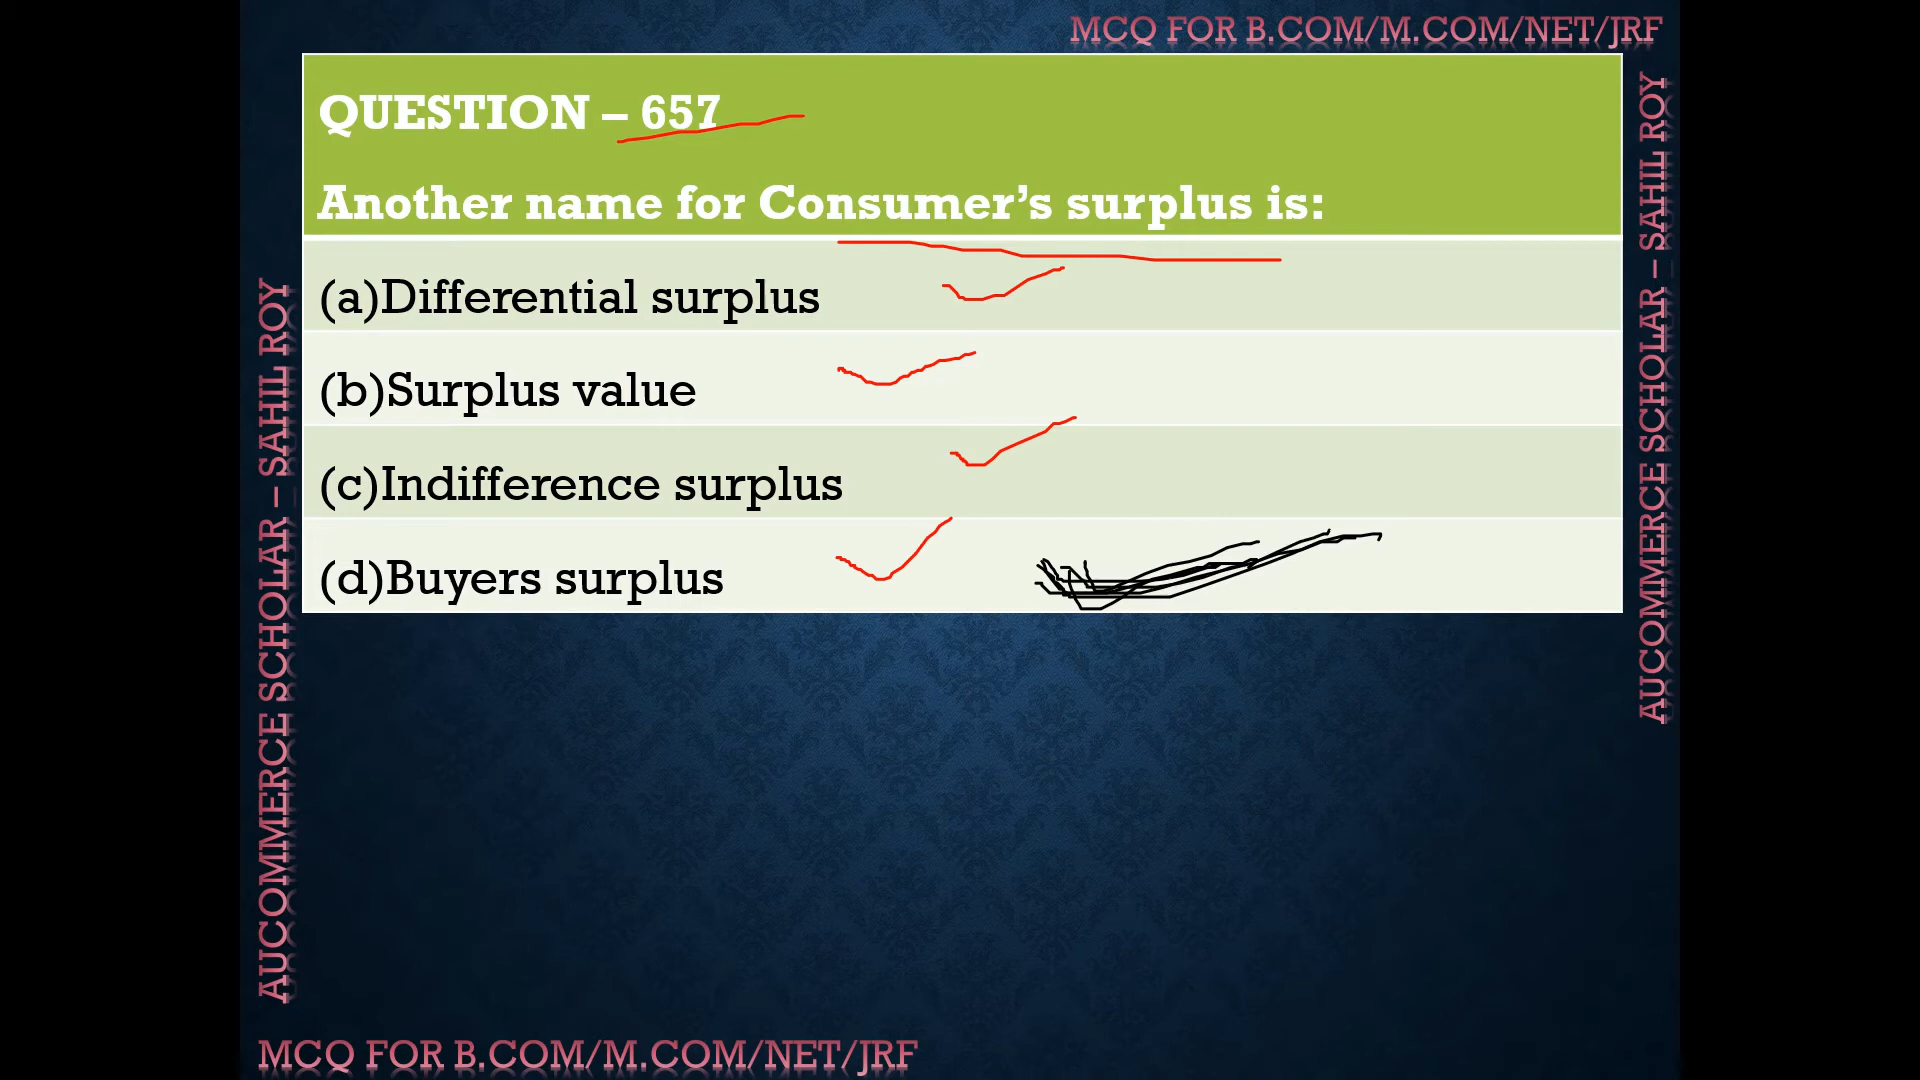 MCQ FOR B.COM/M.COM/NET/JRF
QUESTION – 657
Another name for Consumer’s surplus is:
(a)Differential surplus
(b)Surplus value
(c)Indifference surplus
(d)Buyers surplus
AUCOMMERCE SCHOLAR – SAHIL ROY
AUCOMMERCE SCHOLAR – SAHIL ROY
MCQ FOR B.COM/M.COM/NET/JRF